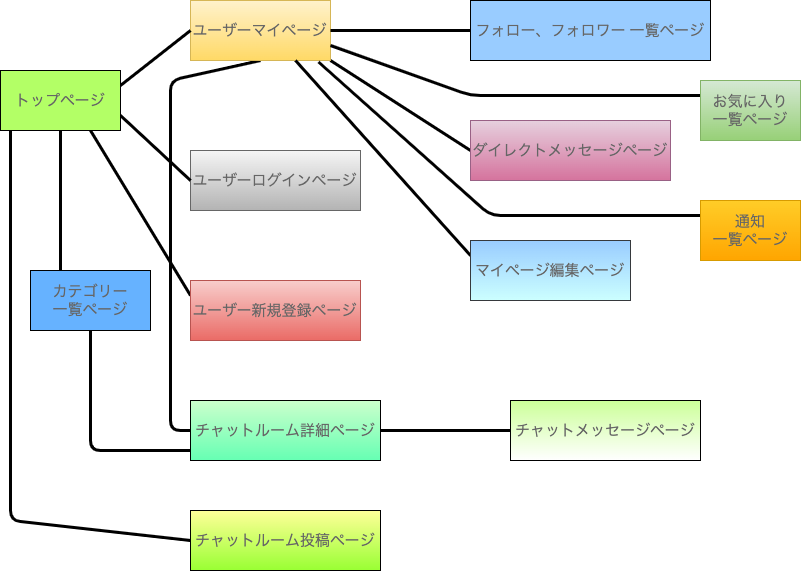 ユーザーマイページ
フォロー、フォロワー 一覧ページ
トップページ
お気に入り
一覧ページ
ダイレクトメッセージページ
ユーザーログインページ
通知
一覧ページ
マイページ編集ページ
カテゴリー
一覧ページ
ユーザー新規登録ページ
チャットルーム詳細ページ
チャットメッセージページ
チャットルーム投稿ページ